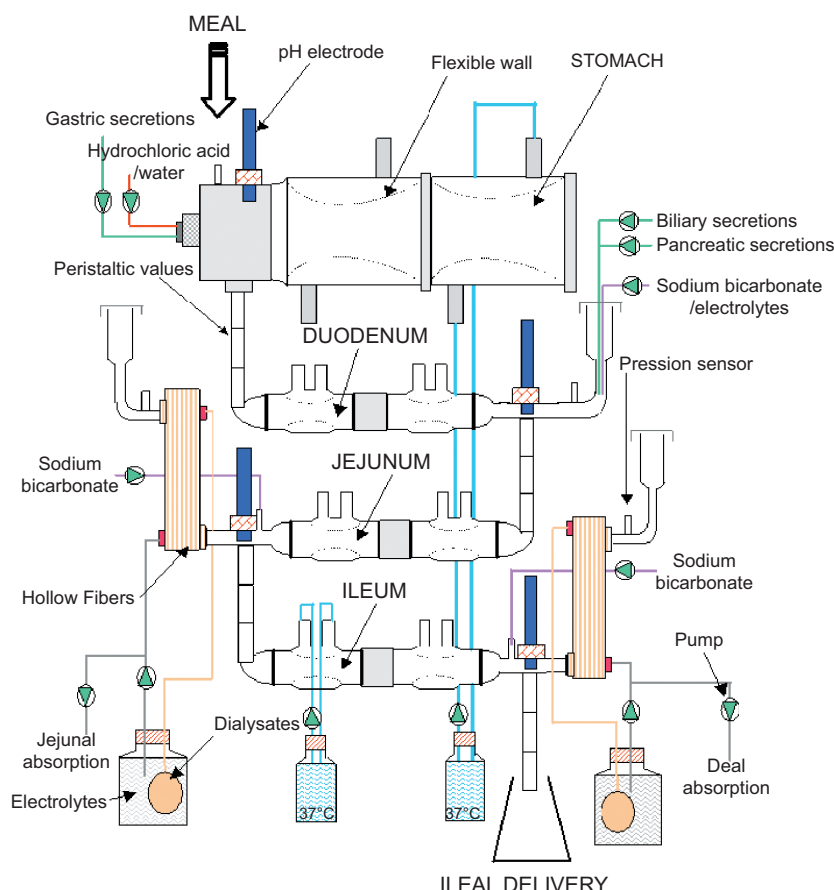 MEAL
pH electrode
Flexible wall
STOMACH
Gastric secretions
Hydrochloric acid
/water
Biliary secretions
Pancreatic secretions
Peristaltic values
Sodium bicarbonate
/electrolytes
DUODENUM
Pression sensor
Sodium
bicarbonate
JEJUNUM
Sodium
bicarbonate
Hollow Fibers
ILEUM
Pump
Dialysates
Jejunal
absorption
Deal
absorption
Electrolytes
37°C
37°C
ILEAL DELIVERY